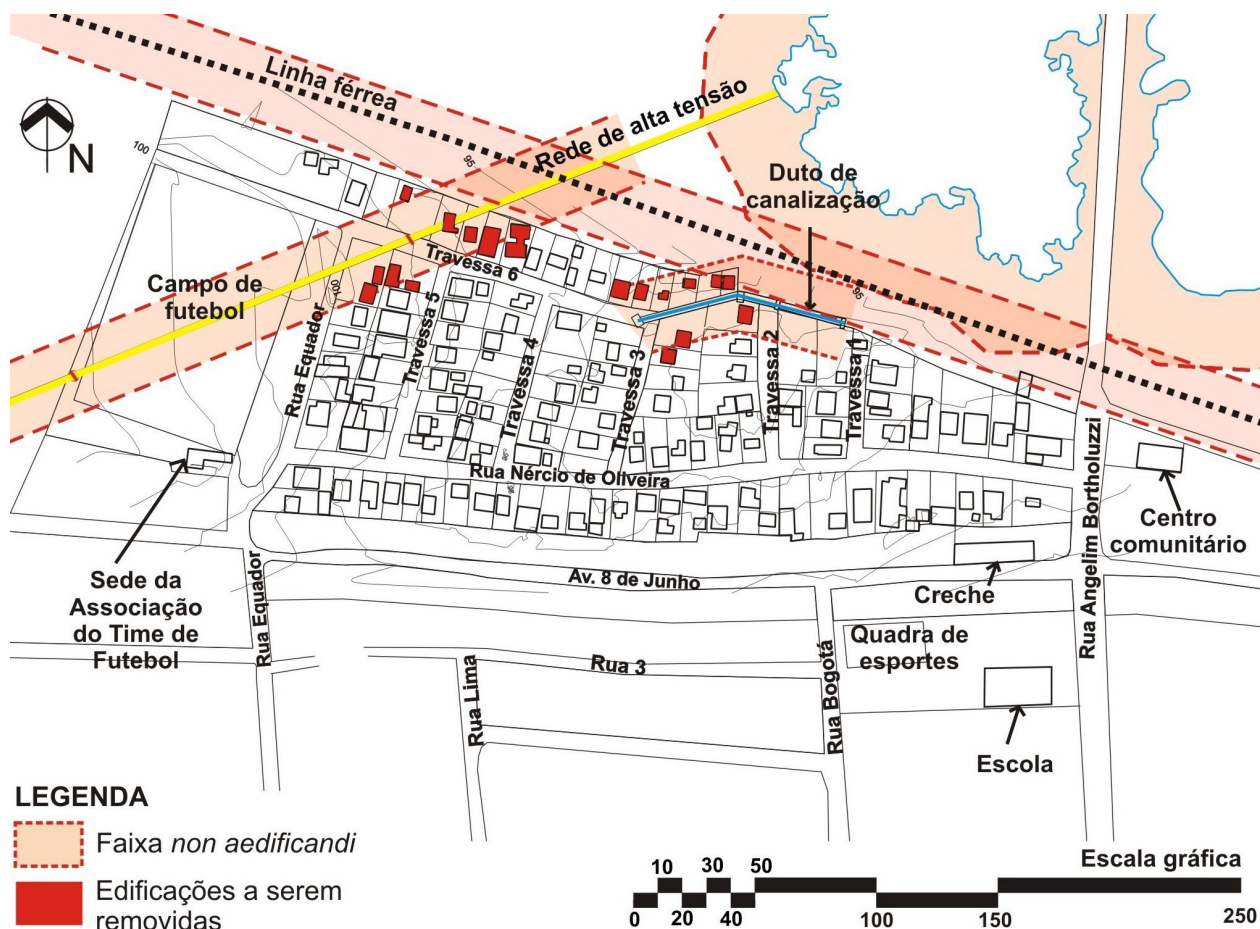 Linha férrea
Rede de alta tensão
N
100
95
Duto de
canalização
Campo de
futebol
100
Travessa 6
95
Rua Equador
Travessa 5
Travessa 4
Travessa 3
Travessa 2
Travessa 1
Rua Nércio de Oliveira
Rua Angelim Bortholuzzi
Centro
comunitário
Sede da
Associação
do Time de
Futebol
Rua Equador
Av. 8 de Junho
Creche
Quadra de
esportes
Rua 3
Rua Lima
Rua Bogotá
Escola
LEGENDA
Faixa non aedificandi
Edificações a serem
removidas
Escala gráfica
10 30 50
0 20 40 100 150 250